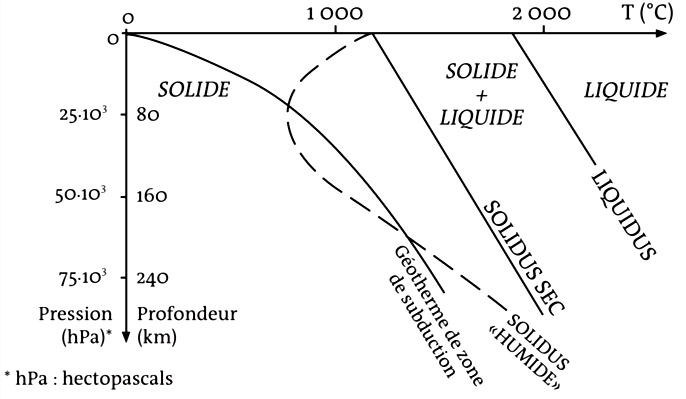 0
1 000
2 000
T (°C)
0
SOLIDE
SOLIDE
+
LIQUIDE
LIQUIDE
25·10³
80
50·10³
160
75·10³
240
LIQUIDUS
SOLIDUS SEC
Géotherme de zone
de subduction
SOLIDUS
«HUMIDE»
Pression
(hPa)*
Profondeur
(km)
* hPa : hectopascals